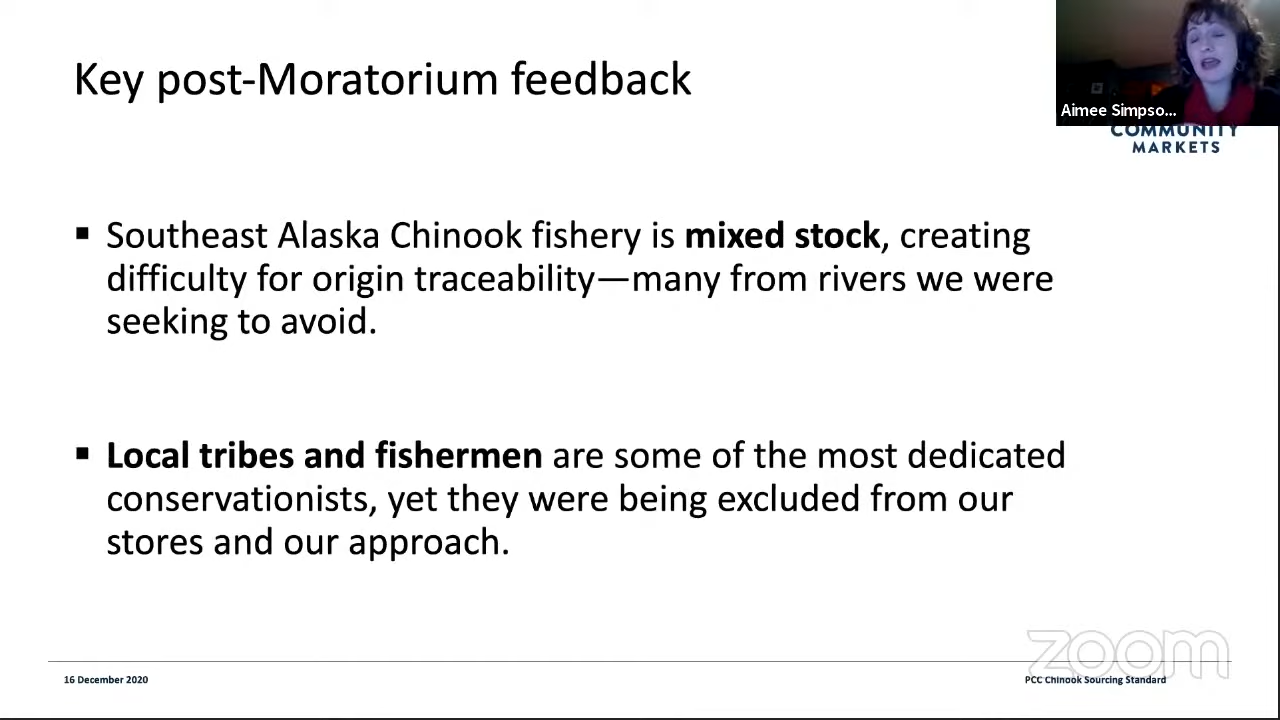 Key post-Moratorium feedback
Aimee Simpso...
COMMUNITY
MARKETS
▪ Southeast Alaska Chinook fishery is mixed stock, creating
difficulty for origin traceability—many from rivers we were
seeking to avoid.
▪ Local tribes and fishermen are some of the most dedicated
conservationists, yet they were being excluded from our
stores and our approach.
zoom
16 December 2020
PCC Chinook Sourcing Standard